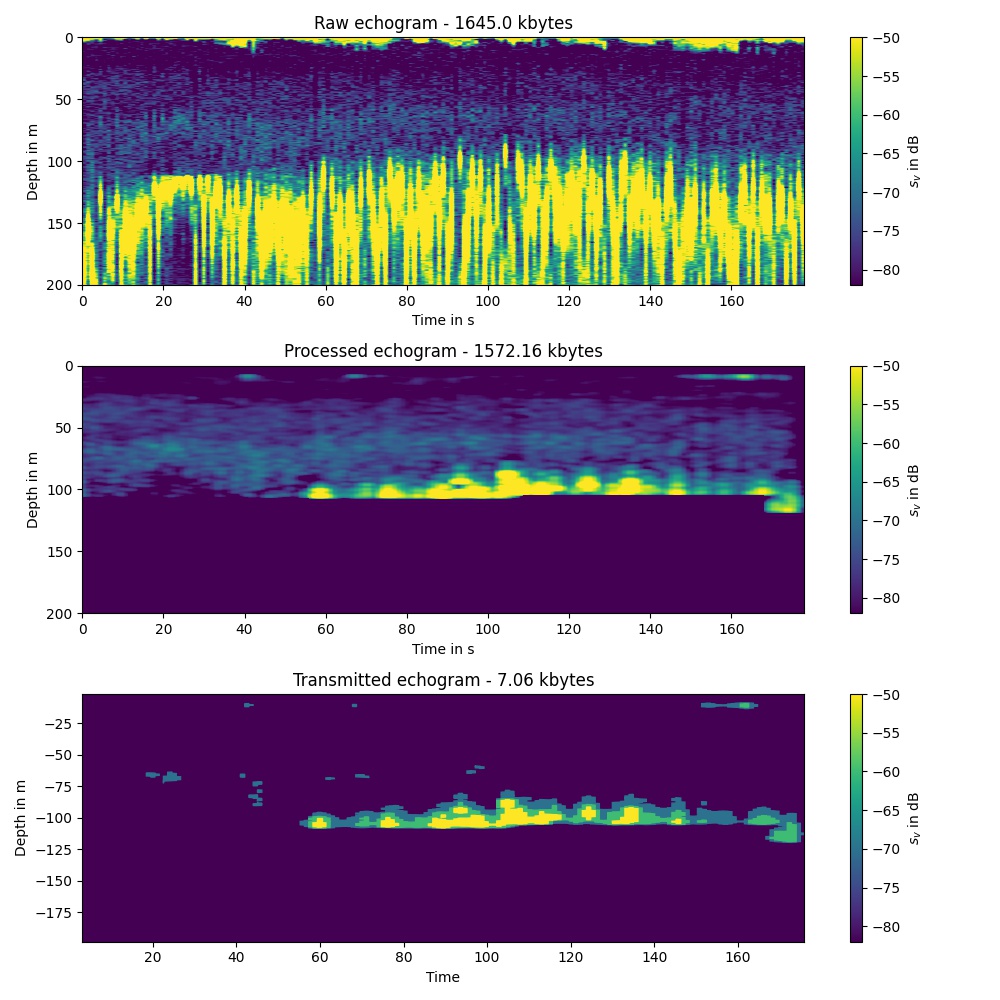 Raw echogram - 1645.0 kbytes
0
50
100
150
200
Depth in m
0 20 40 60 80 100 120 140 160
Time in s
−50
−55
−60
−65
−70
−75
−80
sv in dB
Processed echogram - 1572.16 kbytes
0
50
100
150
200
Depth in m
0 20 40 60 80 100 120 140 160
Time in s
−50
−55
−60
−65
−70
−75
−80
sv in dB
Transmitted echogram - 7.06 kbytes
−25
−50
−75
−100
−125
−150
−175
Depth in m
20 40 60 80 100 120 140 160
Time
−50
−55
−60
−65
−70
−75
−80
sv in dB